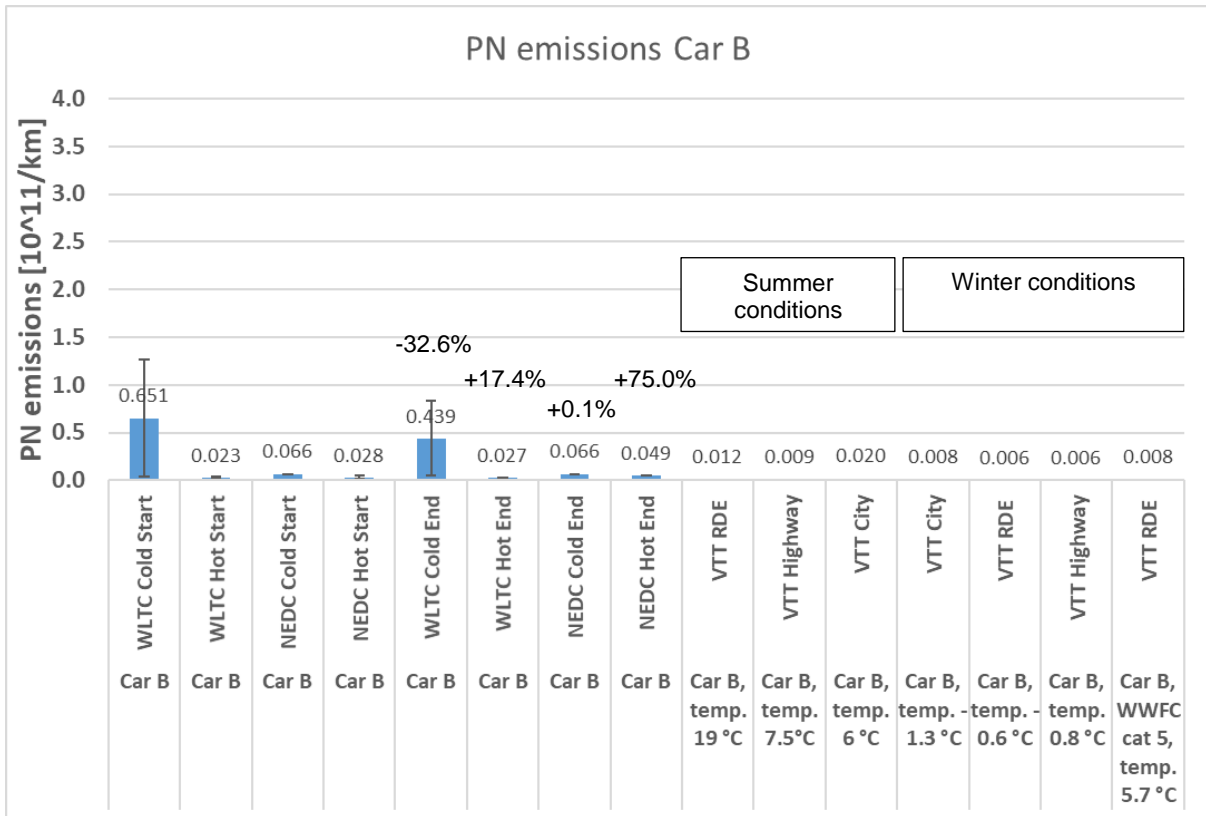 PN emissions Car B
PN emissions [10^11/km]
4.0
3.5
3.0
2.5
2.0
1.5
1.0
0.5
0.0
Summer
conditions
Winter conditions
-32.6%
+17.4%
+0.1%
+75.0%
0.651
0.023
0.066
0.028
0.439
0.027
0.066
0.049
0.012
0.009
0.020
0.008
0.006
0.006
0.008
WLTC Cold Start
WLTC Hot Start
NEDC Cold Start
NEDC Hot Start
WLTC Cold End
WLTC Hot End
NEDC Cold End
NEDC Hot End
VTT RDE
VTT Highway
VTT City
VTT City
VTT RDE
VTT Highway
VTT RDE
Car B
Car B
Car B
Car B
Car B
Car B
Car B
Car B
Car B,
temp.
19 °C
Car B,
temp.
7.5°C
Car B,
temp.
6 °C
Car B,
temp. -
1.3 °C
Car B,
temp. -
0.6 °C
Car B,
temp.
0.8 °C
Car B,
WWFC
cat 5,
temp.
5.7 °C